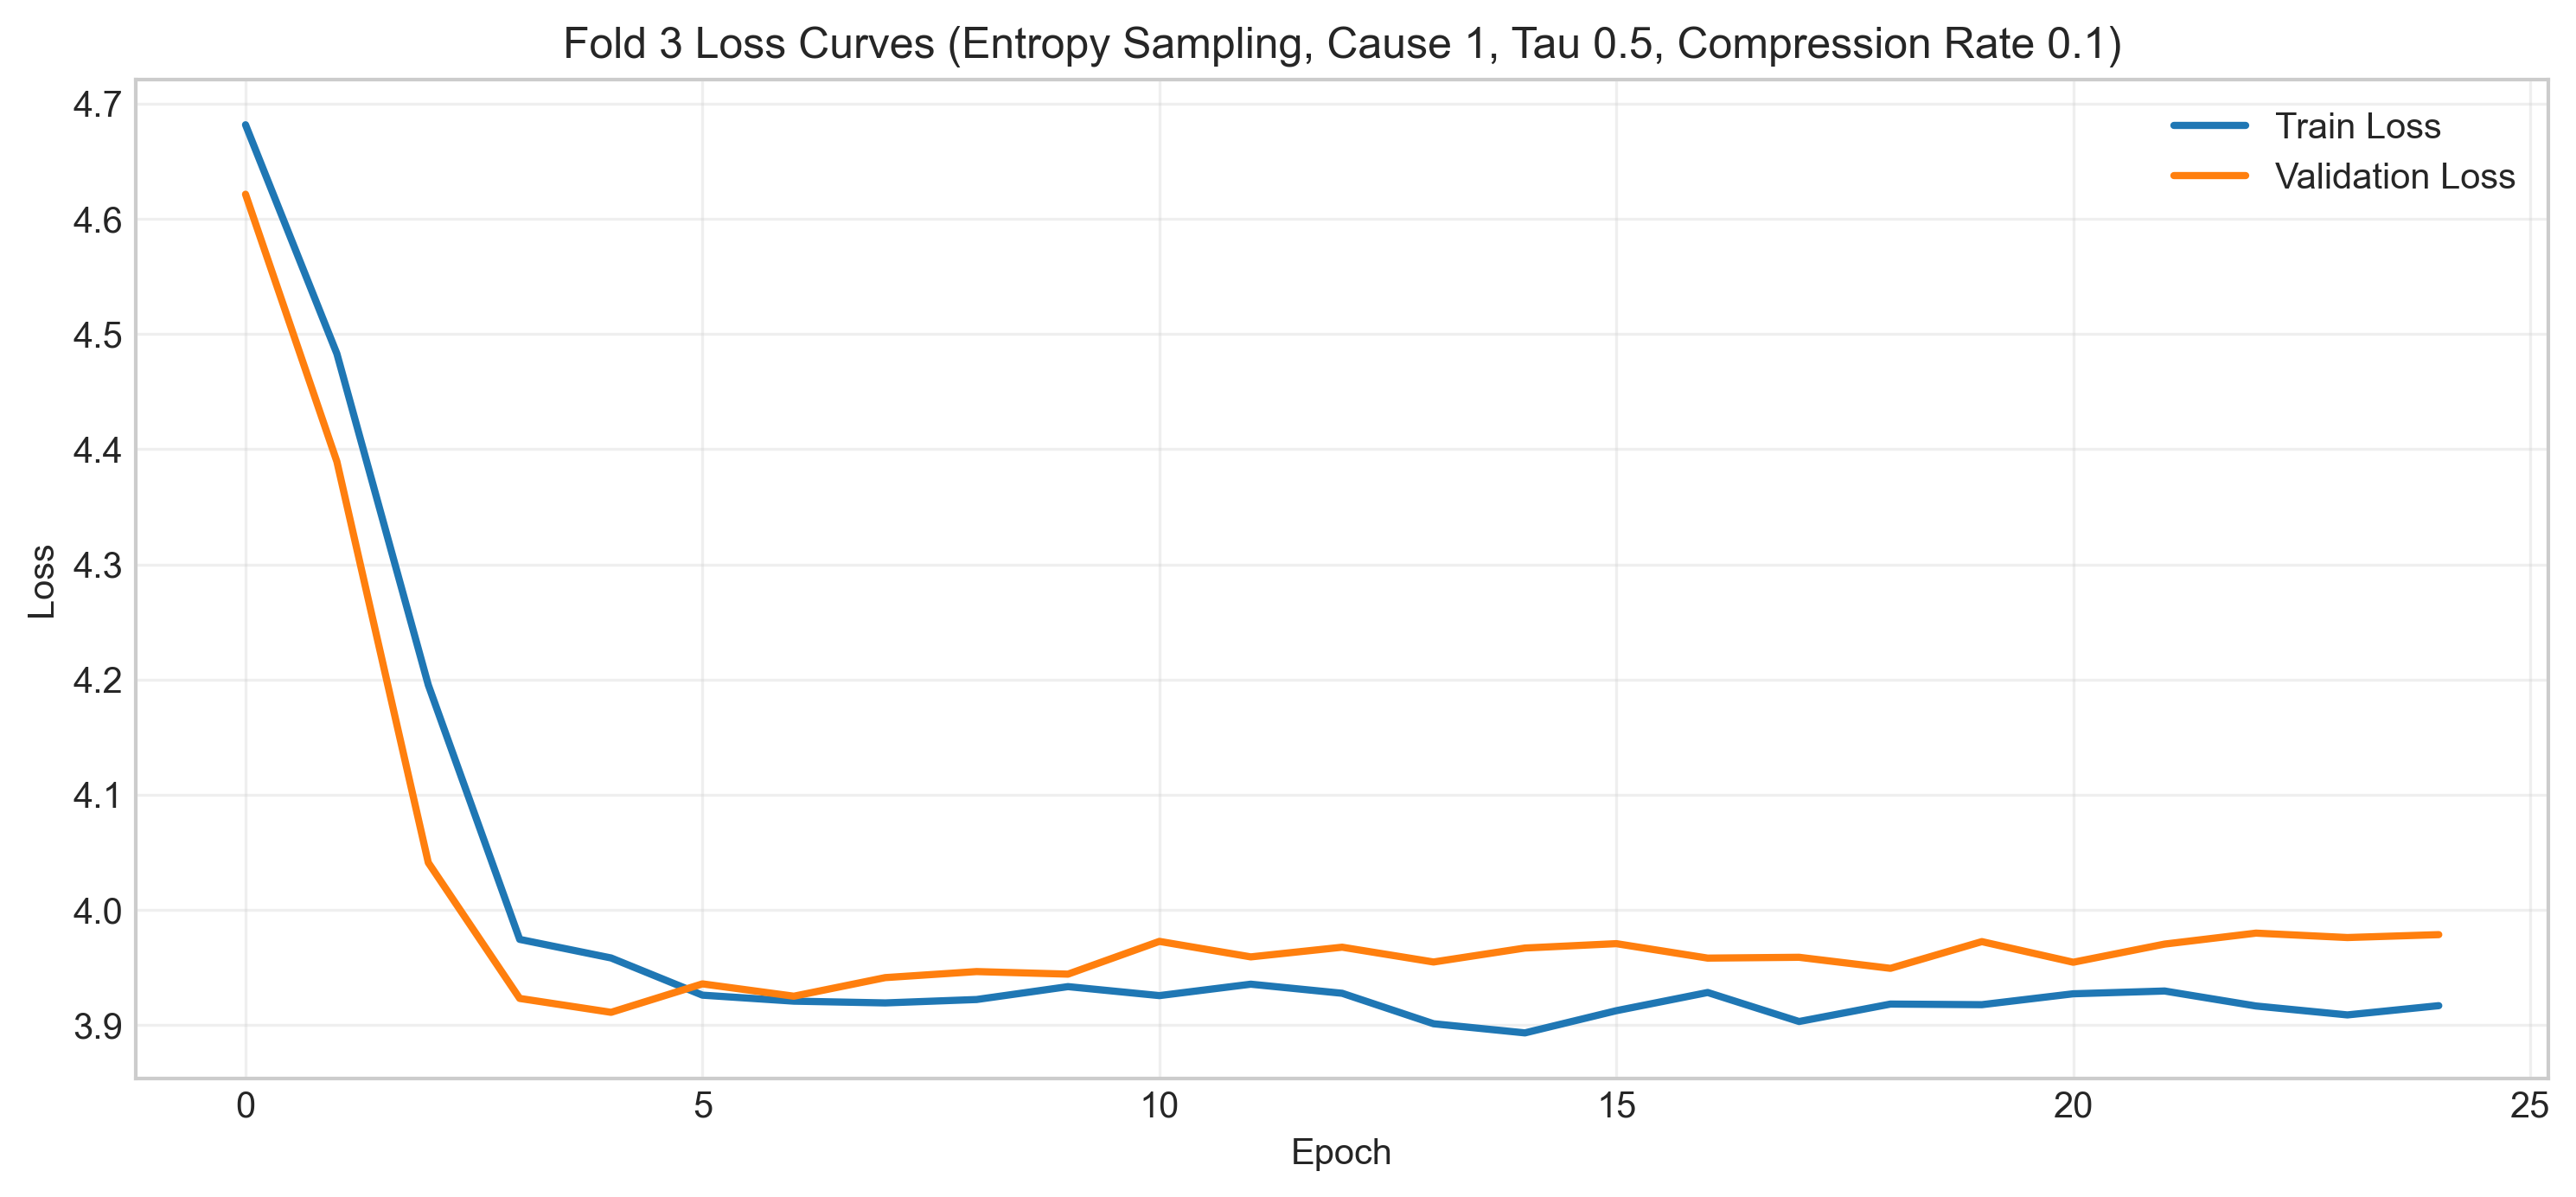 Fold 3 Loss Curves (Entropy Sampling, Cause 1, Tau 0.5, Compression Rate 0.1)
Train Loss
Validation Loss
4.7
4.6
4.5
4.4
4.3
4.2
4.1
4.0
3.9
Loss
0 5 10 15 20 25
Epoch